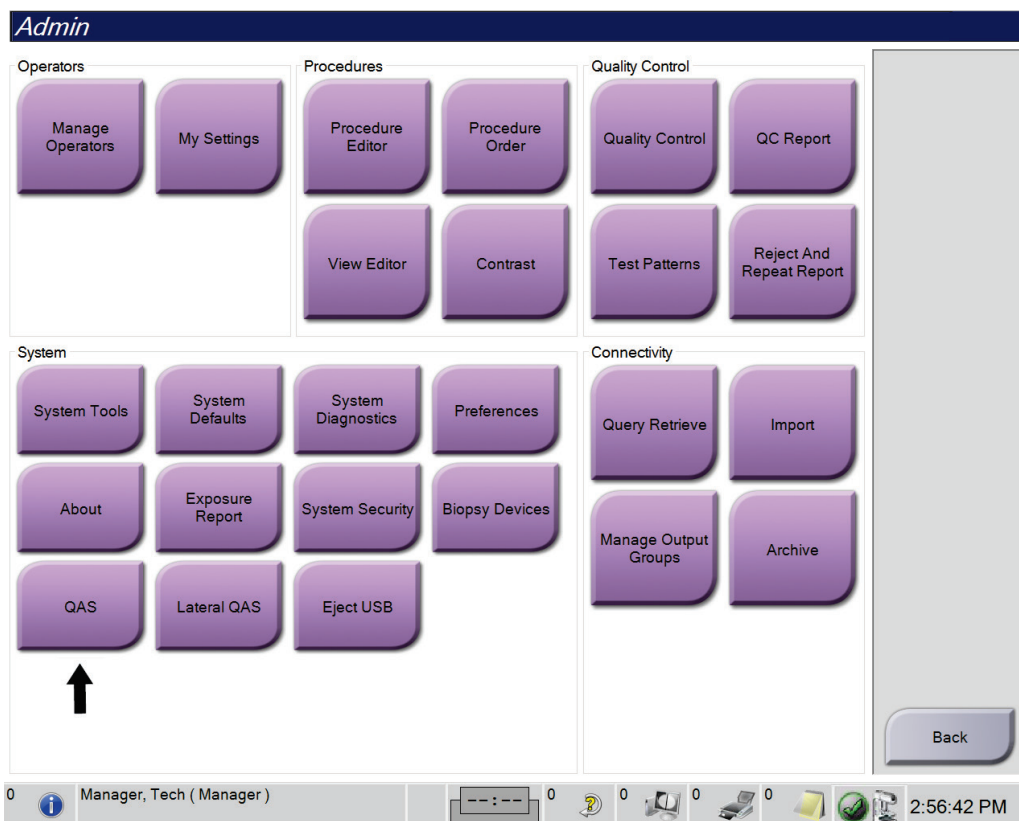 Admin
Operators
Manage
Operators
My Settings
Procedures
Procedure
Editor
Procedure
Order
View Editor
Contrast
Quality Control
Quality Control
QC Report
Test Patterns
Reject And
Repeat Report
System
System Tools
System
Defaults
System
Diagnostics
Preferences
About
Exposure
Report
System Security
Biopsy Devices
QAS
Lateral QAS
Eject USB
Connectivity
Query Retrieve
Import
Manage Output
Groups
Archive
Back
0
Manager, Tech ( Manager )
--:--
0
0
0
0
2:56:42 PM